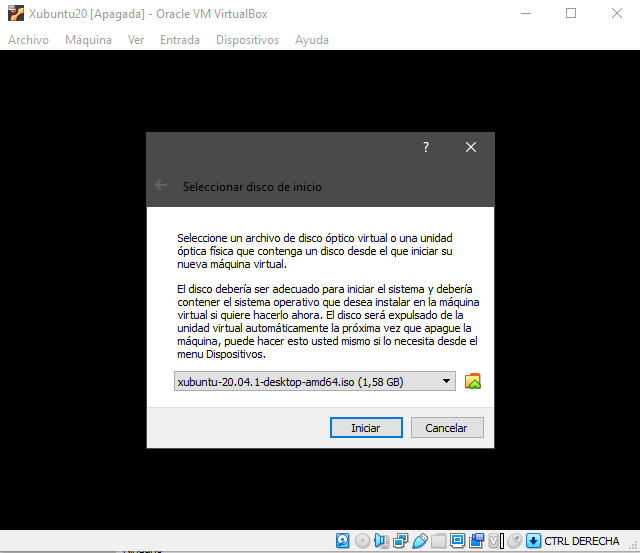 Xubuntu20 [Apagada] - Oracle VM VirtualBox
Archivo Máquina Ver Entrada Dispositivos Ayuda
?
Seleccionar disco de inicio
Seleccione un archivo de disco óptico virtual o una unidad
óptica física que contenga un disco desde el que iniciar su
nueva máquina virtual.
El disco debería ser adecuado para iniciar el sistema y debería
contener el sistema operativo que desea instalar en la máquina
virtual si quiere hacerlo ahora. El disco será expulsado de la
unidad virtual automáticamente la próxima vez que apague la
máquina, puede hacer esto usted mismo si lo necesita desde el
menu Dispositivos.
xubuntu-20.04.1-desktop-amd64.iso (1,58 GB)
Iniciar Cancelar
CTRL DERECHA